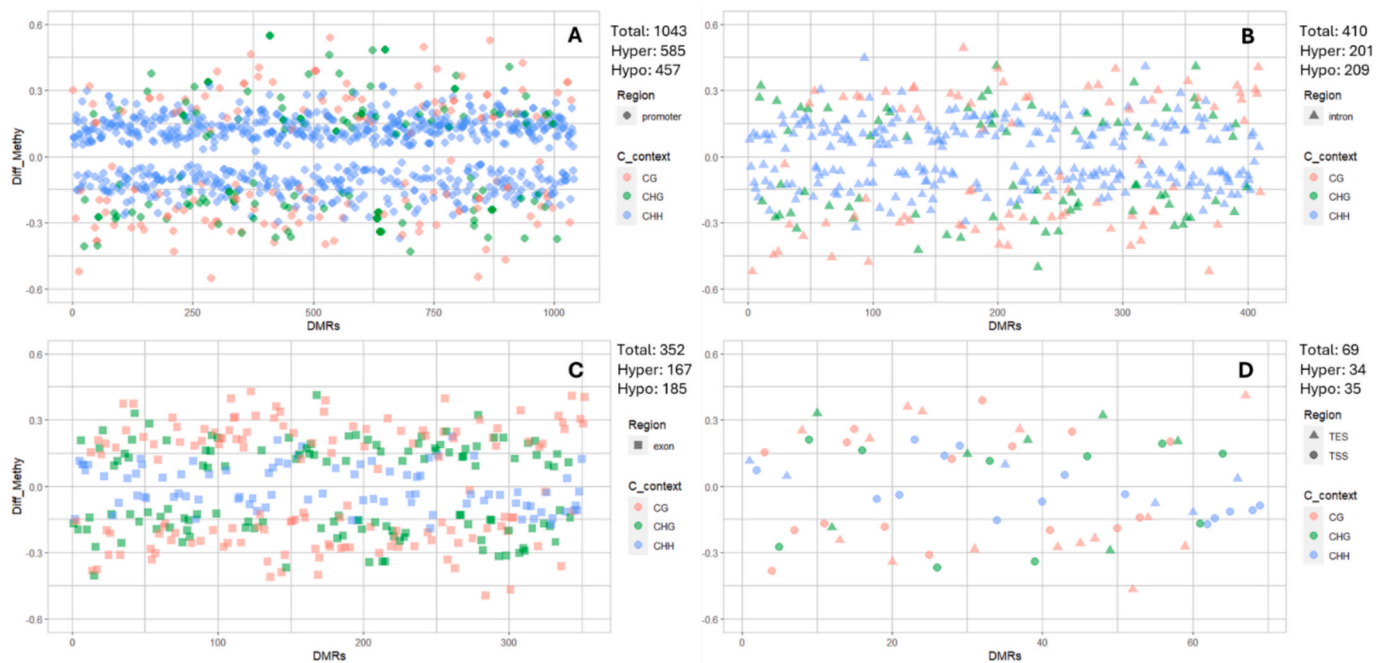 A
Total: 1043
Hyper: 585
Hypo: 457
Region
promoter
C_context
CG
CHG
CHH
Diff_Methy
0.6
0.3
0.0
-0.3
-0.6
0
250
500
750
1000
DMRs
B
Total: 410
Hyper: 201
Hypo: 209
Region
intron
C_context
CG
CHG
CHH
Diff_Methy
0.6
0.3
0.0
-0.3
-0.6
0
100
200
300
400
DMRs
C
Total: 352
Hyper: 167
Hypo: 185
Region
exon
C_context
CG
CHG
CHH
Diff_Methy
0.6
0.3
0.0
-0.3
-0.6
0
100
200
300
DMRs
D
Total: 69
Hyper: 34
Hypo: 35
Region
TES
TSS
C_context
CG
CHG
CHH
Diff_Methy
0.6
0.3
0.0
-0.3
-0.6
0
20
40
60
DMRs